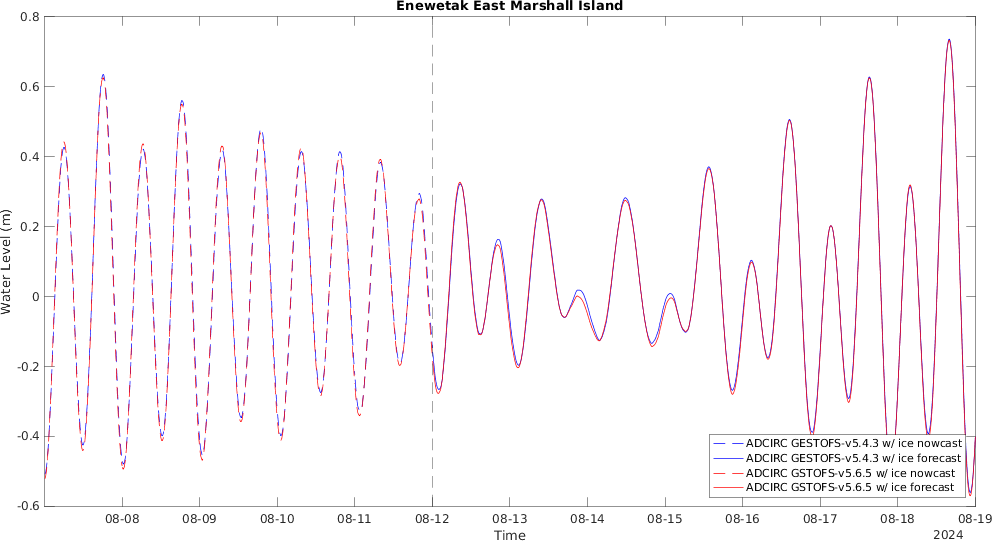 Enewetak East Marshall Island
0.8
0.6
0.4
0.2
0
-0.2
-0.4
-0.6
Water Level (m)
ADCIRC GESTOFS-v5.4.3 w/ ice nowcast
ADCIRC GESTOFS-v5.4.3 w/ ice forecast
ADCIRC GSTOFS-v5.6.5 w/ ice nowcast
ADCIRC GSTOFS-v5.6.5 w/ ice forecast
08-08 08-09 08-10 08-11 08-12 08-13 08-14 08-15 08-16 08-17 08-18 08-19
Time
2024